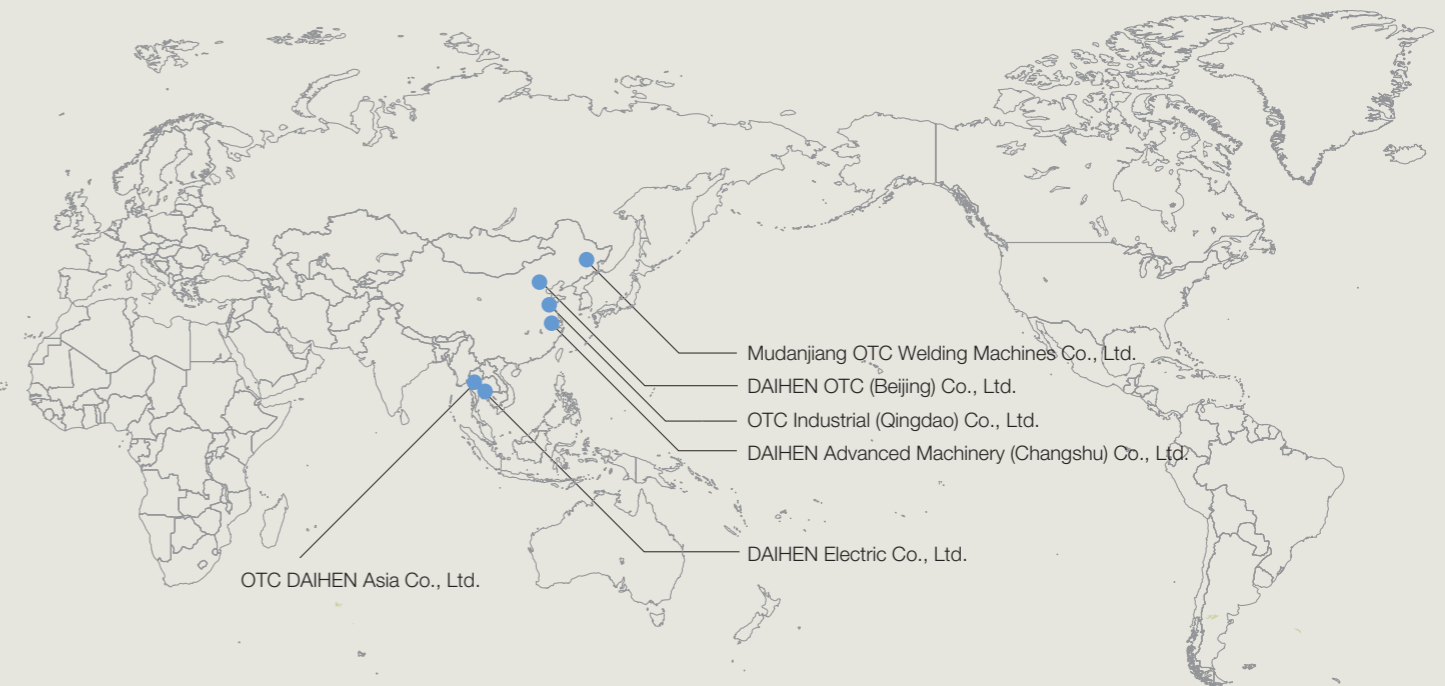 Mudanjiang OTC Welding Machines Co., Ltd.
DAIHEN OTC (Beijing) Co., Ltd.
OTC Industrial (Qingdao) Co., Ltd.
DAIHEN Advanced Machinery (Changshu) Co., Ltd.
DAIHEN Electric Co., Ltd.
OTC DAIHEN Asia Co., Ltd.